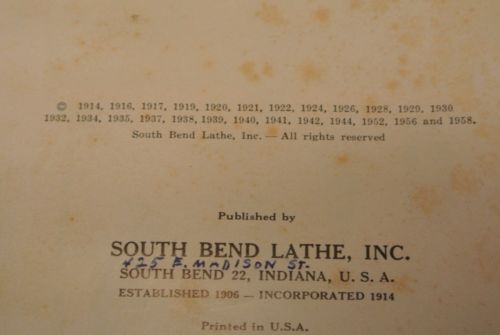 © 1914, 1916, 1917, 1919, 1920, 1921, 1922, 1924, 1926, 1928, 1929, 1930
1932, 1934, 1935, 1937, 1938, 1939, 1940, 1941, 1942, 1944, 1952, 1956 and 1958.
South Bend Lathe, Inc. — All rights reserved
Published by
SOUTH BEND LATHE, INC.
425 E. MADISON St.
SOUTH BEND 22, INDIANA, U. S. A.
ESTABLISHED 1906 — INCORPORATED 1914
Printed in U.S.A.